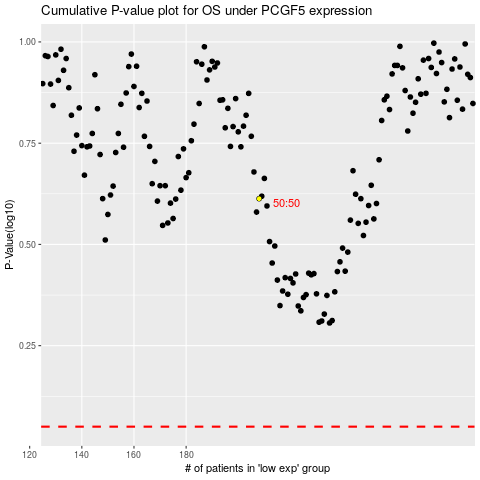 Cumulative P-value plot for OS under PCGF5 expression
P-Value(log10)
1.00
0.75
0.50
0.25
50:50
120 140 160 180
# of patients in 'low exp' group